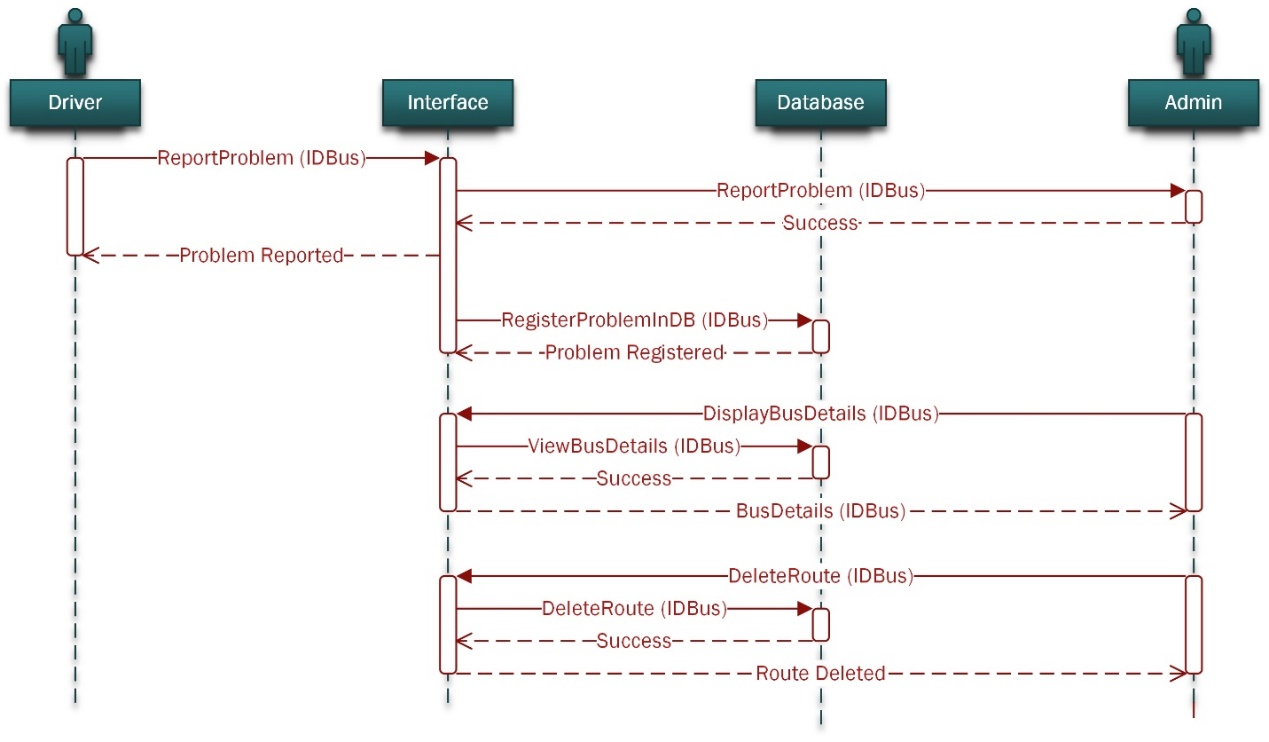 Driver
Interface
Database
Admin
ReportProblem (IDBus)
ReportProblem (IDBus)
Success
Problem Reported
RegisterProblemInDB (IDBus)
Problem Registered
DisplayBusDetails (IDBus)
ViewBusDetails (IDBus)
Success
BusDetails (IDBus)
DeleteRoute (IDBus)
DeleteRoute (IDBus)
Success
Route Deleted